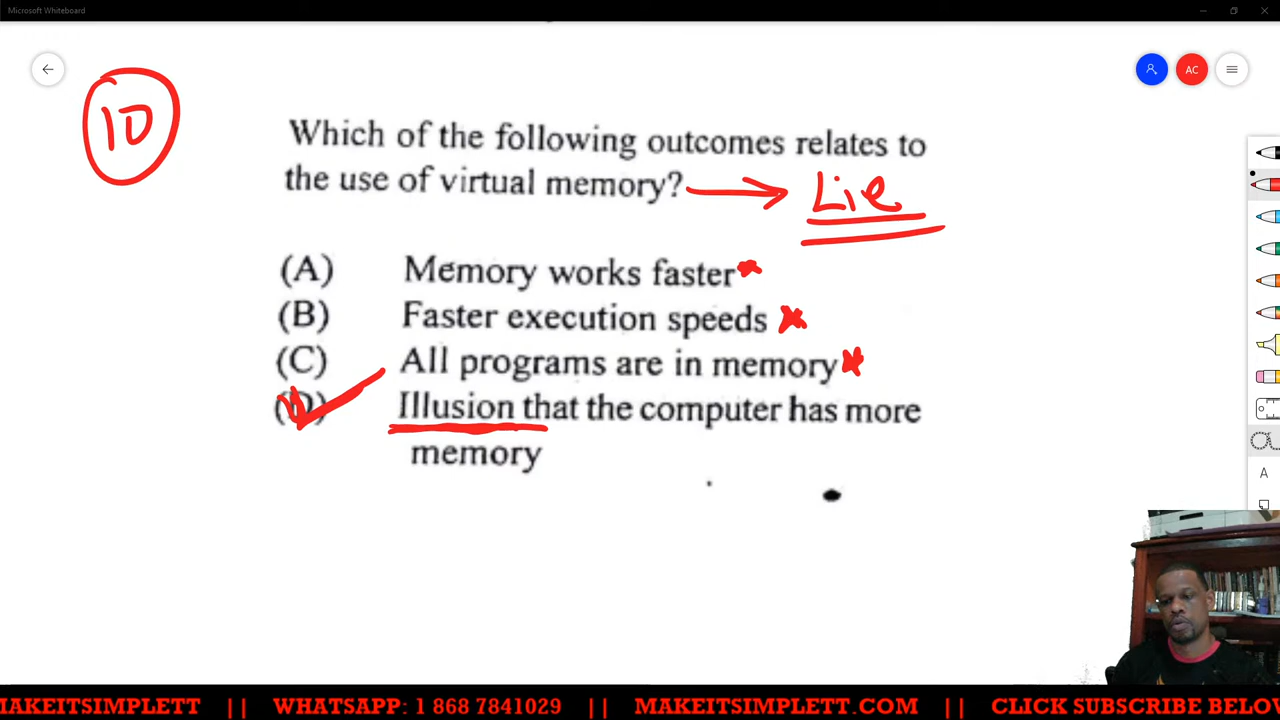 Microsoft Whiteboard
AC
10
Which of the following outcomes relates to
the use of virtual memory? Lie
(A) Memory works faster
(B) Faster execution speeds
(C) All programs are in memory
(D) Illusion that the computer has more
memory
A
MAKEITSIMPLETT || WHATSAPP: 1 868 7841029 || MAKEITSIMPLETT.COM || CLICK SUBSCRIBE BELOV